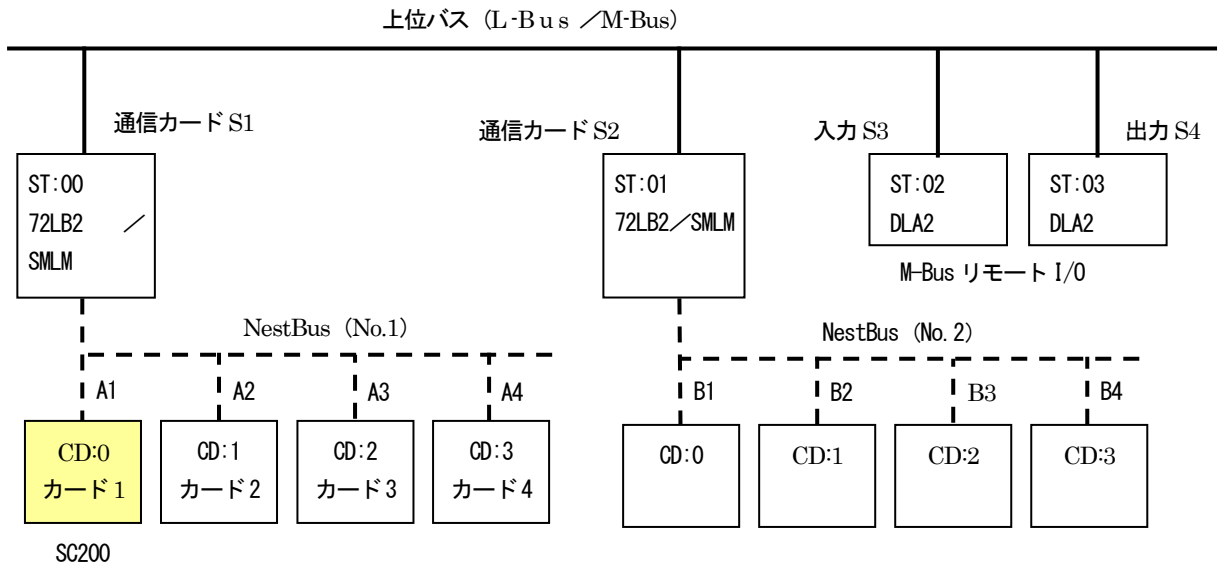 上位バス（L-Bus ／M-Bus)
通信カード S1
通信カード S2
入力 S3
出力 S4
ST:00
72LB2 ／
SMLM
ST:01
72LB2／SMLM
ST:02
DLA2
ST:03
DLA2
M-Bus リモート I/O
NestBus（No.1）
NestBus（No.2）
A1
A2
A3
A4
B1
B2
B3
B4
CD:0
カード 1
CD:1
カード 2
CD:2
カード 3
CD:3
カード 4
CD:0
CD:1
CD:2
CD:3
SC200